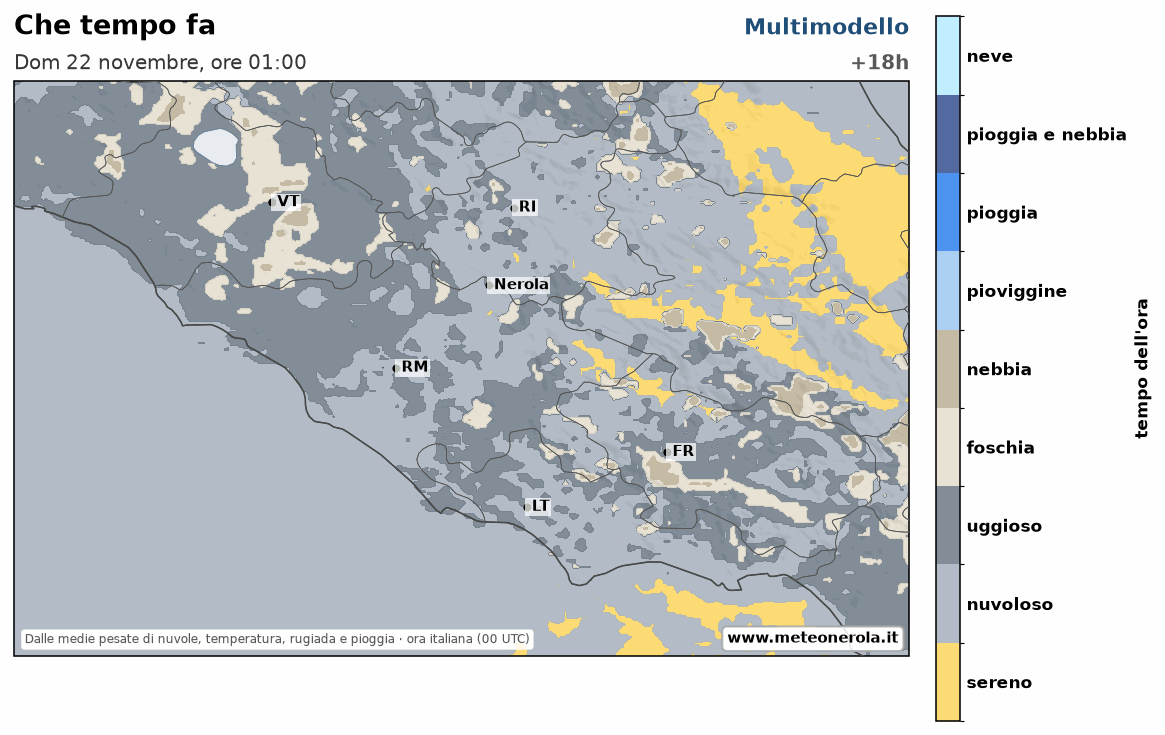 Che tempo fa
Multimodello
Dom 22 novembre, ore 01:00
+18h
VT
RI
Nerola
RM
FR
LT
Dalle medie pesate di nuvole, temperatura, rugiada e pioggia · ora italiana (00 UTC)
www.meteonerola.it
neve
pioggia e nebbia
pioggia
pioviggine
nebbia
foschia
uggioso
nuvoloso
sereno
tempo dell'ora